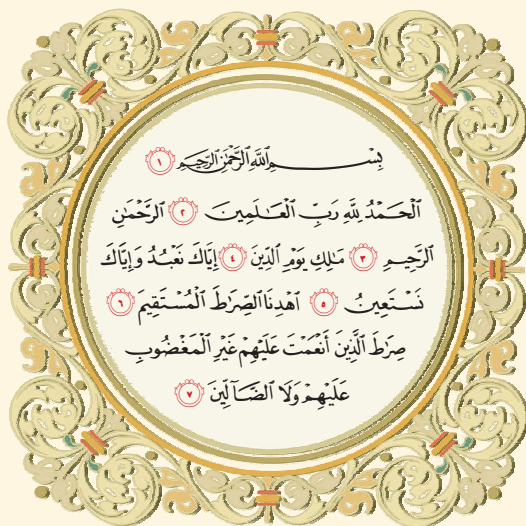 بِسْمِ ٱللَّهِ ٱلرَّحْمَٰنِ ٱلرَّحِيمِ ١
ٱلْحَمْدُ لِلَّهِ رَبِّ ٱلْعَٰلَمِينَ ٢ ٱلرَّحْمَٰنِ
ٱلرَّحِيمِ ٣ مَٰلِكِ يَوْمِ ٱلدِّينِ ٤ إِيَّاكَ نَعْبُدُ وَإِيَّاكَ
نَسْتَعِينُ ٥ ٱهْدِنَا ٱلصِّرَٰطَ ٱلْمُسْتَقِيمَ ٦
صِرَٰطَ ٱلَّذِينَ أَنْعَمْتَ عَلَيْهِمْ غَيْرِ ٱلْمَغْضُوبِ
عَلَيْهِمْ وَلَا ٱلضَّآلِّينَ ٧